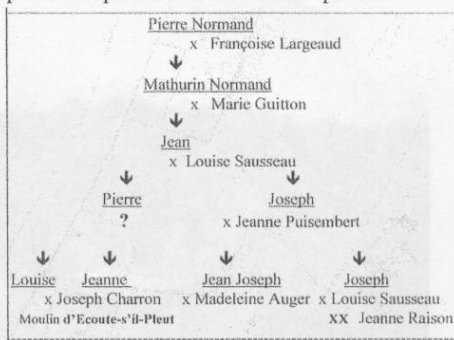 Pierre Normand
x Françoise Largeaud
Mathurin Normand
x Marie Guitton
Jean
x Louise Sausseau
Pierre Joseph
? x Jeanne Puisembert
Louise Jeanne Jean Joseph Joseph
x Joseph Charron x Madeleine Auger x Louise Sausseau
Moulin d'Ecoute-s'il-Pleut xx Jeanne Raison